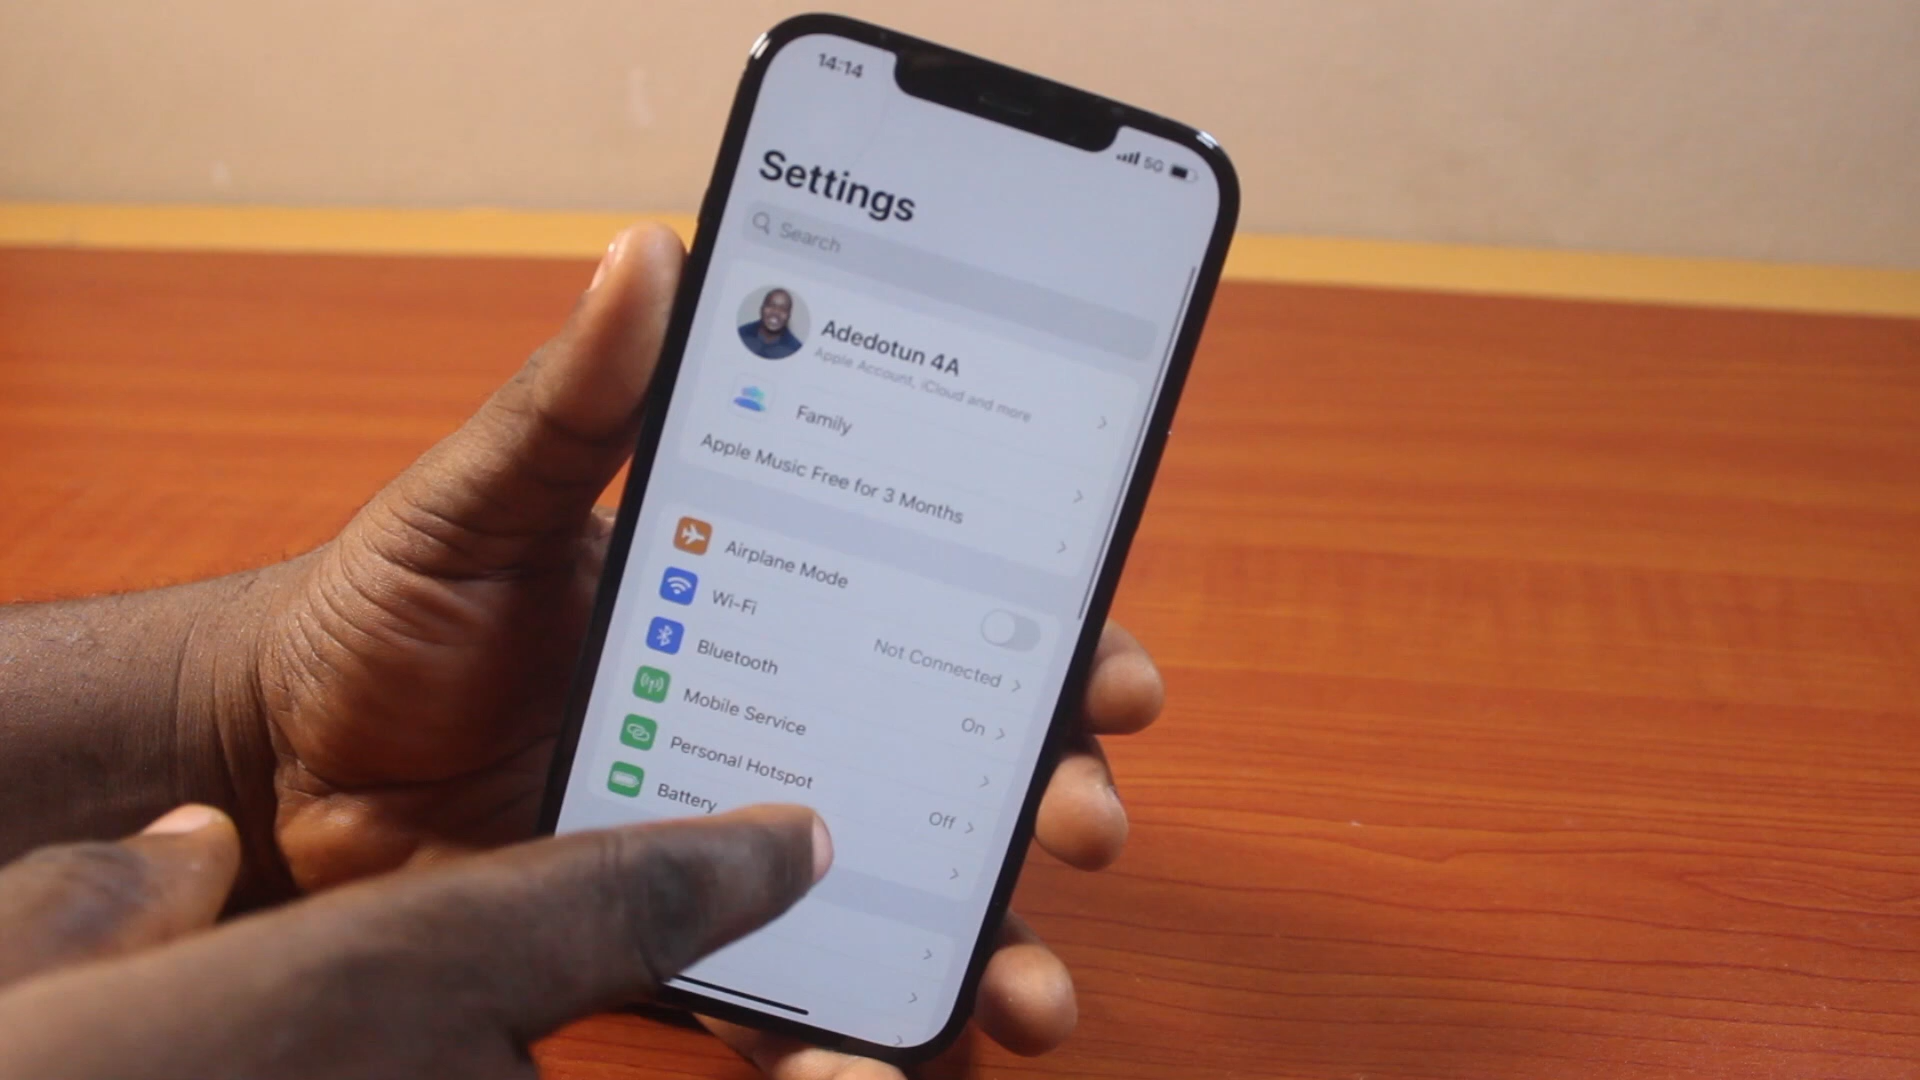 14:14
5G
Settings
Search
Adedotun 4A
Apple Account, iCloud and more
Family
Apple Music Free for 3 Months
Airplane Mode
Wi-Fi
Not Connected
Bluetooth
On
Mobile Service
Personal Hotspot
Off
Battery